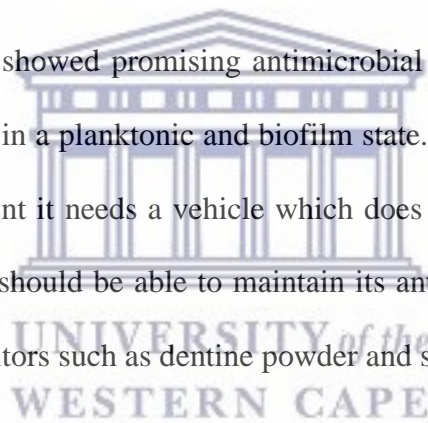 showed promising antimicrobial
in a planktonic and biofilm state.
nt it needs a vehicle which does
should be able to maintain its ant
UNIVERSITY of the
itors such as dentine powder and s
WESTERN CAPE